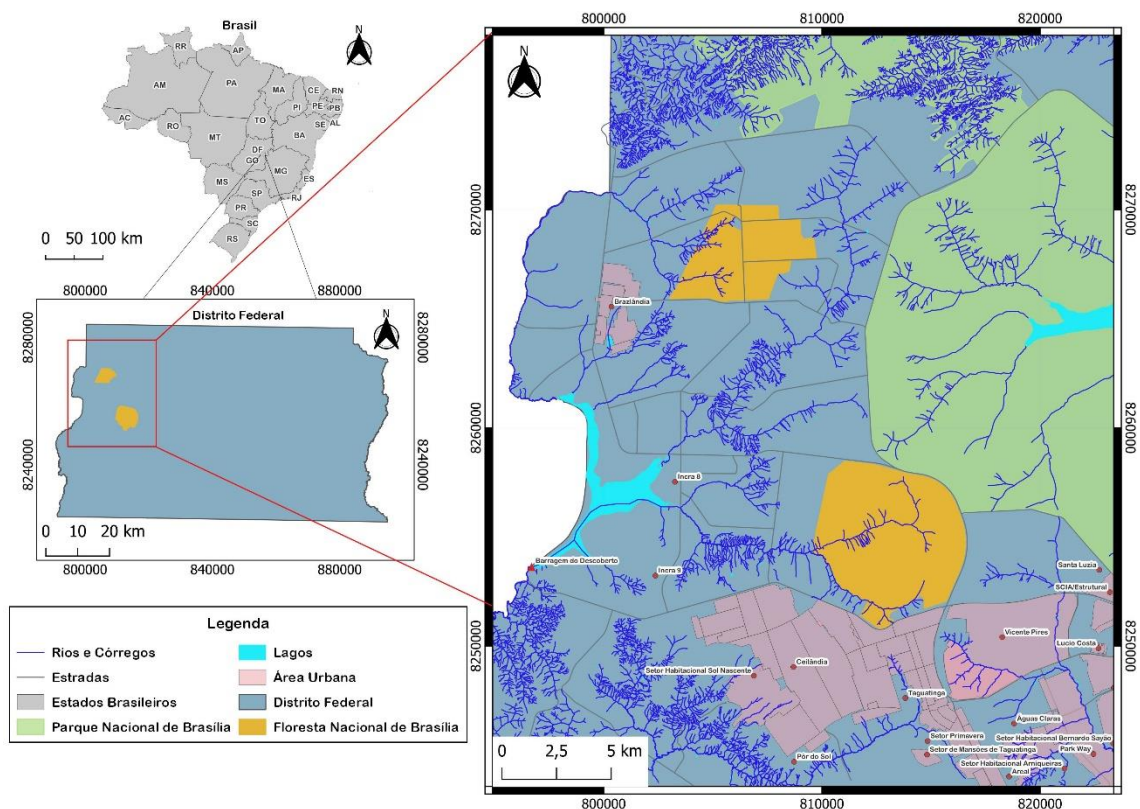 Brasil
N
RR
AP
AM
PA
MA
CE
RN
PI
PE
PB
AL
SE
AC
RO
TO
MT
BA
DF
GO
MG
MS
ES
SP
RJ
PR
SC
RS
0 50 100 km
800000 840000 880000
Distrito Federal
N
8280000
8280000
8240000
8240000
0 10 20 km
800000 840000 880000
Legenda
Rios e Córregos
Lagos
Estradas
Área Urbana
Estados Brasileiros
Distrito Federal
Parque Nacional de Brasília
Floresta Nacional de Brasília
800000 810000 820000
N
8270000
8270000
Brazlândia
8260000
8260000
Incra 8
Barragem do Descoberto
Incra 9
Santa Luzia
SCIA/Estrutural
8250000
8250000
Vicente Pires
Lucio Costa
Ceilândia
Setor Habitacional Sol Nascente
Taguatinga
Aguas Claras
Setor Primavera
Setor Habitacional Bernardo Sayão
Setor de Mansões de Taguatinga
Park Way
Pôr do Sol
Setor Habitacional Arniqueiras
Areal
0 2,5 5 km
800000 810000 820000